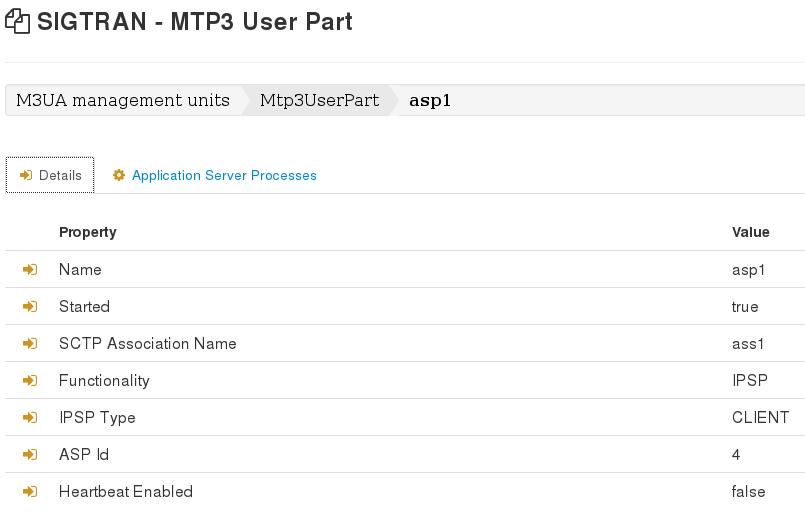 SIGTRAN - MTP3 User Part
M3UA management units Mtp3UserPart asp1
Details Application Server Processes
Property Value
Name asp1
Started true
SCTP Association Name ass1
Functionality IPSP
IPSP Type CLIENT
ASP Id 4
Heartbeat Enabled false